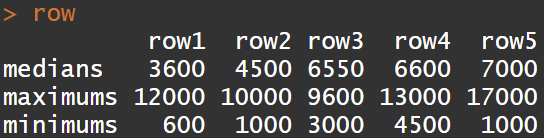 > row
row1 row2 row3 row4 row5
medians 3600 4500 6550 6600 7000
maximums 12000 10000 9600 13000 17000
minimums 600 1000 3000 4500 1000